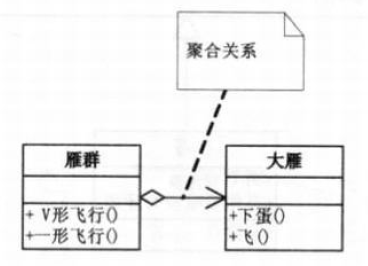 聚合关系
雁群
大雁
+ V形飞行()
+一形飞行()
+下蛋()
+飞()